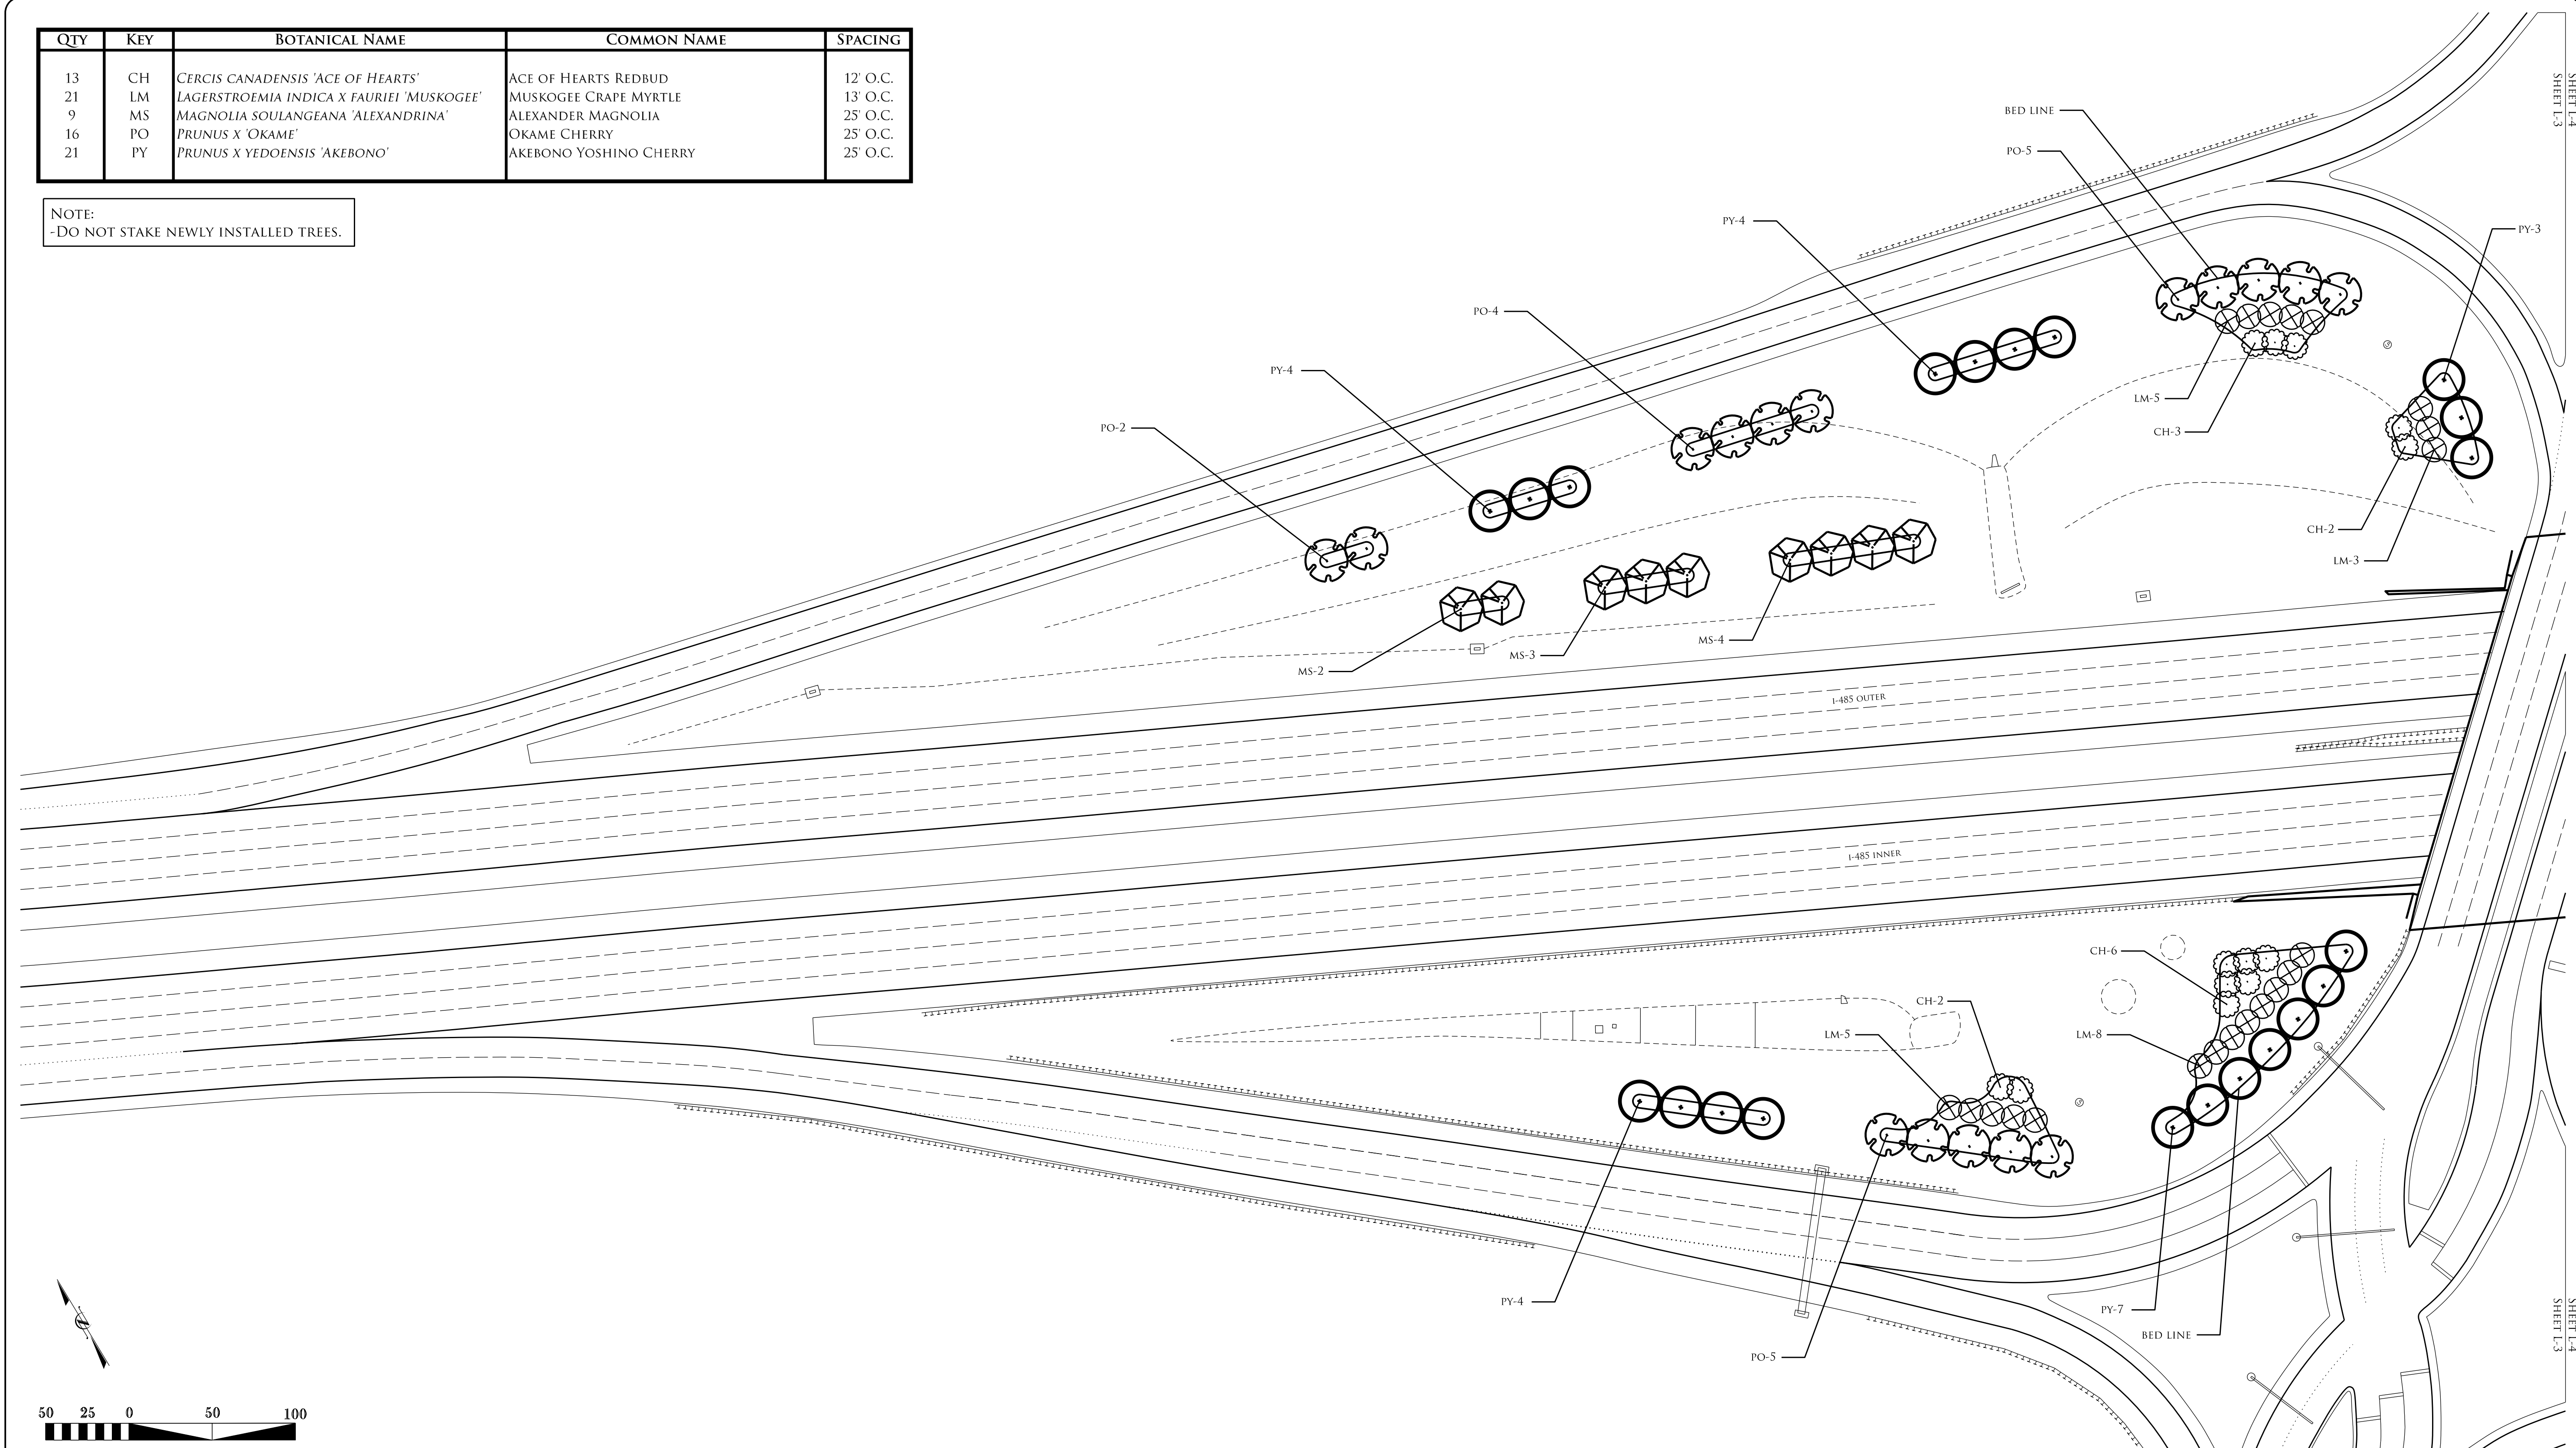 QTY KEY BOTANICAL NAME COMMON NAME SPACING
13 CH CERCIS CANADENSIS 'ACE OF HEARTS' ACE OF HEARTS REDBUD 12' O.C.
21 LM LAGERSTROEMIA INDICA X FAURIEI 'MUSKOGEE' MUSKOGEE CRAPE MYRTLE 13' O.C.
9 MS MAGNOLIA SOULANGEANA 'ALEXANDRINA' ALEXANDER MAGNOLIA 25' O.C.
16 PO PRUNUS X 'OKAME' OKAME CHERRY 25' O.C.
21 PY PRUNUS X YEDOENSIS 'AKEBONO' AKEBONO YOSHINO CHERRY 25' O.C.
NOTE:
-DO NOT STAKE NEWLY INSTALLED TREES.
SHEET L-4
SHEET L-3
BED LINE
PO-5
PY-4
PY-3
PO-4
PY-4
LM-5
PO-2
CH-3
CH-2
LM-3
MS-4
MS-3
MS-2
I-485 OUTER
I-485 INNER
CH-6
CH-2
LM-5
LM-8
PY-4
PY-7
BED LINE
PO-5
SHEET L-4
SHEET L-3
N
50 25 0 50 100